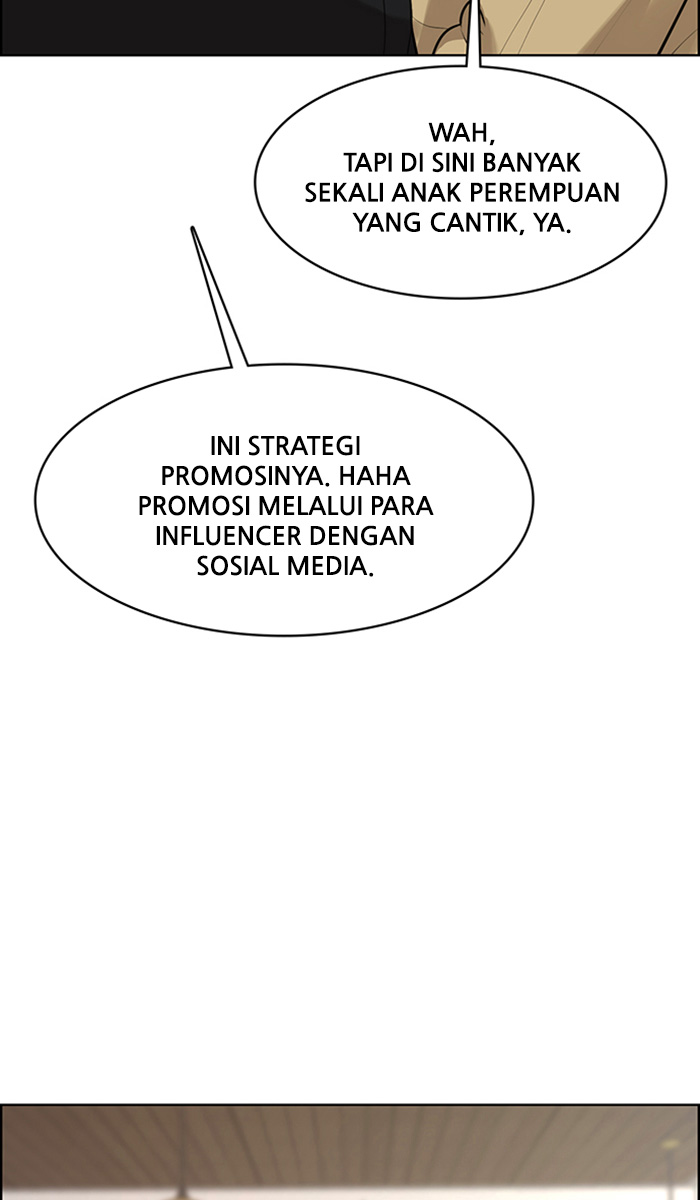 WAH,
TAPI DI SINI BANYAK
SEKALI ANAK PEREMPUAN
YANG CANTIK, YA.
INI STRATEGI
PROMOSINYA. HAHA
PROMOSI MELALUI PARA
INFLUENCER DENGAN
SOSIAL MEDIA.